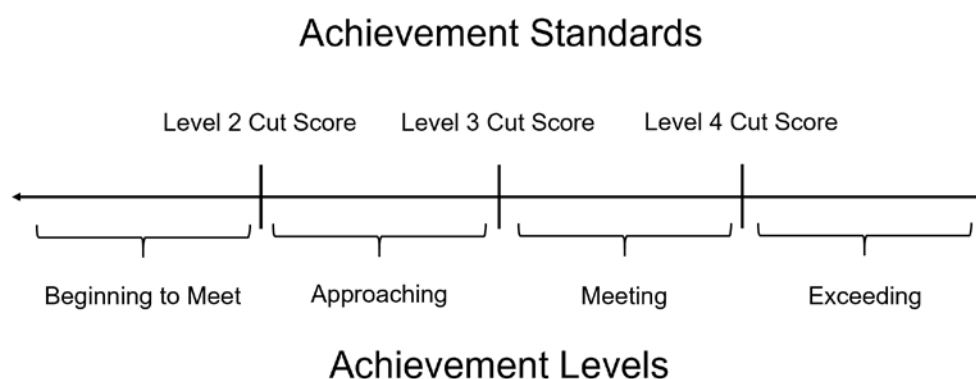 Achievement Standards
Level 2 Cut Score Level 3 Cut Score Level 4 Cut Score
Beginning to Meet Approaching Meeting Exceeding
Achievement Levels